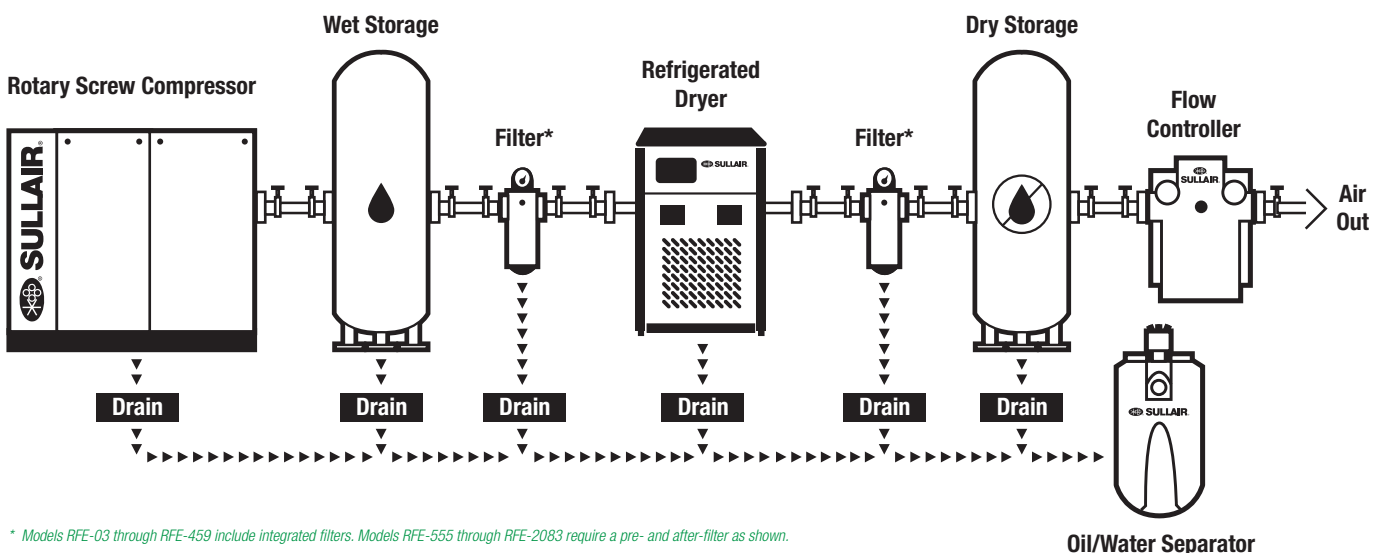 Wet Storage
Dry Storage
Rotary Screw Compressor
Refrigerated
Dryer
Flow
Controller
Filter*
Filter*
SULLAIR®
SULLAIR
SULLAIR
Air
Out
Drain
Drain
Drain
Drain
Drain
Drain
SULLAIR
* Models RFE-03 through RFE-459 include integrated filters. Models RFE-555 through RFE-2083 require a pre- and after-filter as shown.
Oil/Water Separator